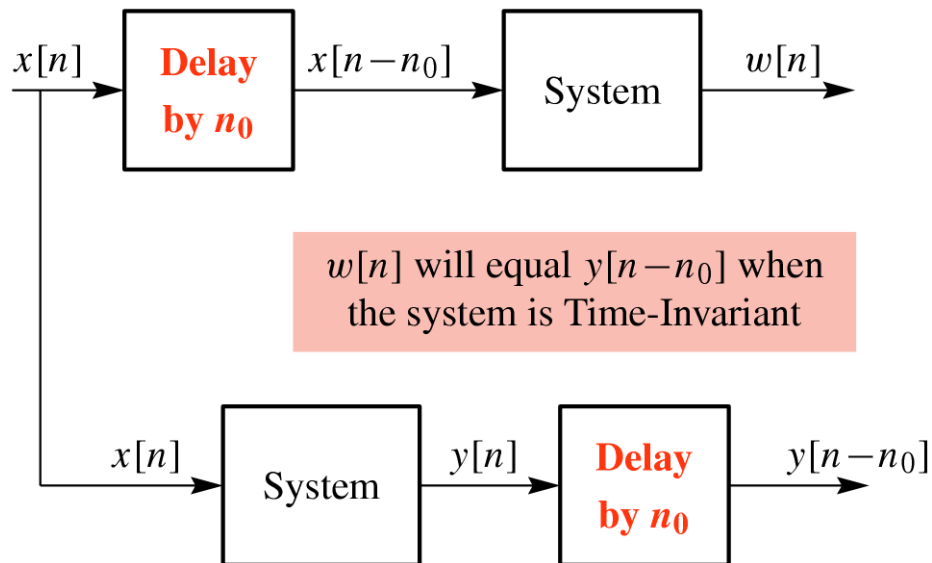 x[n]
Delay
by n₀
x[n−n₀]
System
w[n]
w[n] will equal y[n−n₀] when
the system is Time-Invariant
x[n]
System
y[n]
Delay
by n₀
y[n−n₀]